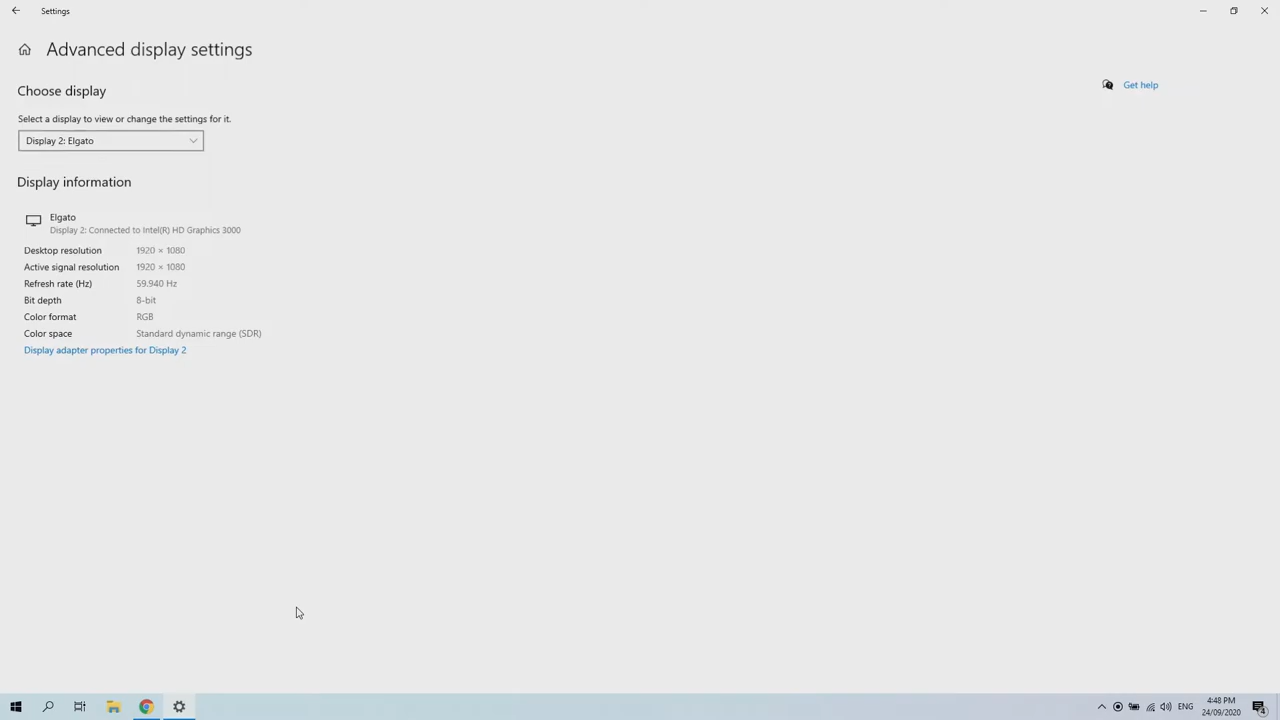 Settings
Advanced display settings
Choose display
Get help
Select a display to view or change the settings for it.
Display 2: Elgato
Display information
Elgato
Display 2: Connected to Intel(R) HD Graphics 3000
Desktop resolution 1920 × 1080
Active signal resolution 1920 × 1080
Refresh rate (Hz) 59.940 Hz
Bit depth 8-bit
Color format RGB
Color space Standard dynamic range (SDR)
Display adapter properties for Display 2
ENG
4:48 PM
24/09/2020
4